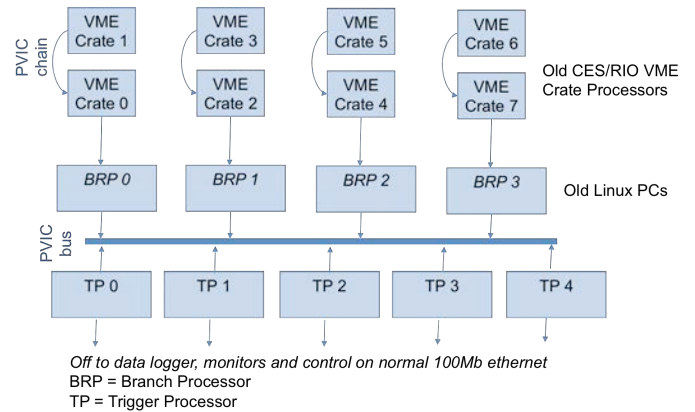 PVIC
chain
VME
Crate 1
VME
Crate 3
VME
Crate 5
VME
Crate 6
VME
Crate 0
VME
Crate 2
VME
Crate 4
VME
Crate 7
Old CES/RIO VME
Crate Processors
BRP 0
BRP 1
BRP 2
BRP 3
Old Linux PCs
PVIC
bus
TP 0
TP 1
TP 2
TP 3
TP 4
Off to data logger, monitors and control on normal 100Mb ethernet
BRP = Branch Processor
TP = Trigger Processor